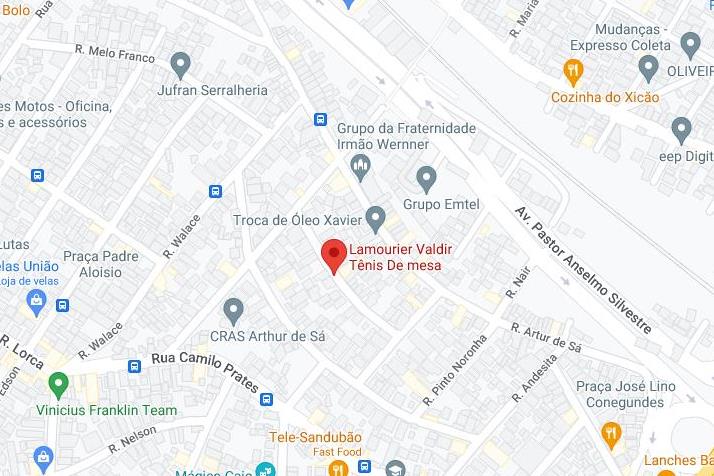 Bolo
Rua
R. Melo Franco
Jufran Serralheria
es Motos - Oficina,
s e acessórios
R. Maria
Mudanças -
Expresso Coleta
OLIVEIR
Cozinha do Xicão
eep Digit
Grupo da Fraternidade
Irmão Wernner
Grupo Emtel
Troca de Óleo Xavier
Lamourier Valdir
Tênis De mesa
Av. Pastor Anselmo Silvestre
R. Walace
Lutas
Praça Padre
Aloisio
elas União
Loja de velas
R. Walace
CRAS Arthur de Sá
R. Nair
R. Artur de Sá
R. Lorca
Rua Camilo Prates
R. Pinto Noronha
R. Andesita
Praça José Lino
Conegundes
Edson
Vinicius Franklin Team
R. Nelson
Tele-Sandubão
Fast Food
Lanches Ba
Mágico Caio